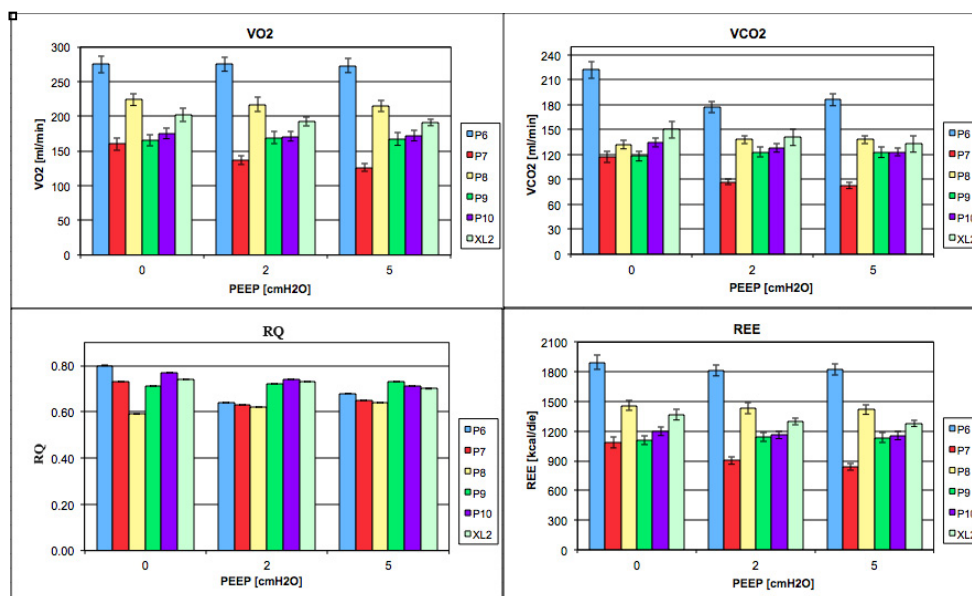 VO2
300
250
200
150
100
50
0
VO2 [ml/min]
0 2 5
PEEP [cmH2O]
P6
P7
P8
P9
P10
XL2
VCO2
240
210
180
150
120
90
60
30
0
VCO2 [ml/min]
0 2 5
PEEP [cmH2O]
P6
P7
P8
P9
P10
XL2
RQ
0.80
0.60
0.40
0.20
0.00
RQ
0 2 5
PEEP [cmH2O]
P6
P7
P8
P9
P10
XL2
REE
2100
1800
1500
1200
900
600
300
0
REE [kcal/die]
0 2 5
PEEP [cmH2O]
P6
P7
P8
P9
P10
XL2